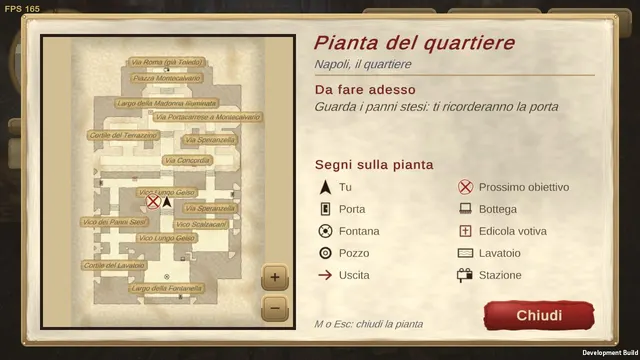 FPS 165
Pianta del quartiere
Napoli, il quartiere
Da fare adesso
Guarda i panni stesi: ti ricorderanno la porta
Segni sulla pianta
Tu
Prossimo obiettivo
Porta
Bottega
Fontana
Edicola votiva
Pozzo
Lavatoio
Uscita
Stazione
M o Esc: chiudi la pianta
Chiudi
Via Roma (già Toledo)
Piazza Montecalvario
Largo della Madonna Illuminata
Via Portacarrese a Montecalvario
Cortile del Terrazzino
Via Speranzella
Via Concordia
Vico Lungo Gelso
Via Speranzella
Vico dei Panni Stesi
Vico Scalzacani
Vico Lungo Gelso
Cortile del Lavatoio
Largo della Fontanella
+
−
Development Build